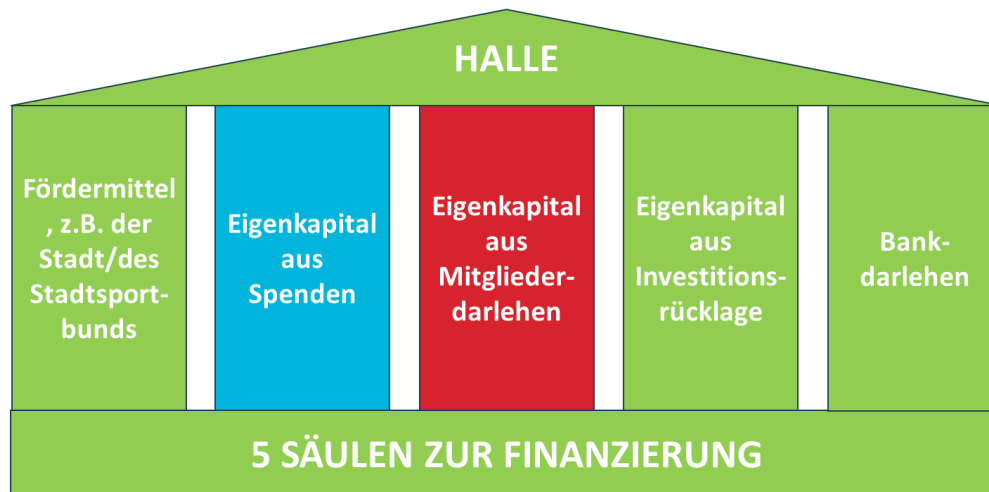 HALLE
Fördermittel
, z.B. der
Stadt/des
Stadtsport-
bunds
Eigenkapital
aus
Spenden
Eigenkapital
aus
Mitglieder-
darlehen
Eigenkapital
aus
Investitions-
rücklage
Bank-
darlehen
5 SÄULEN ZUR FINANZIERUNG